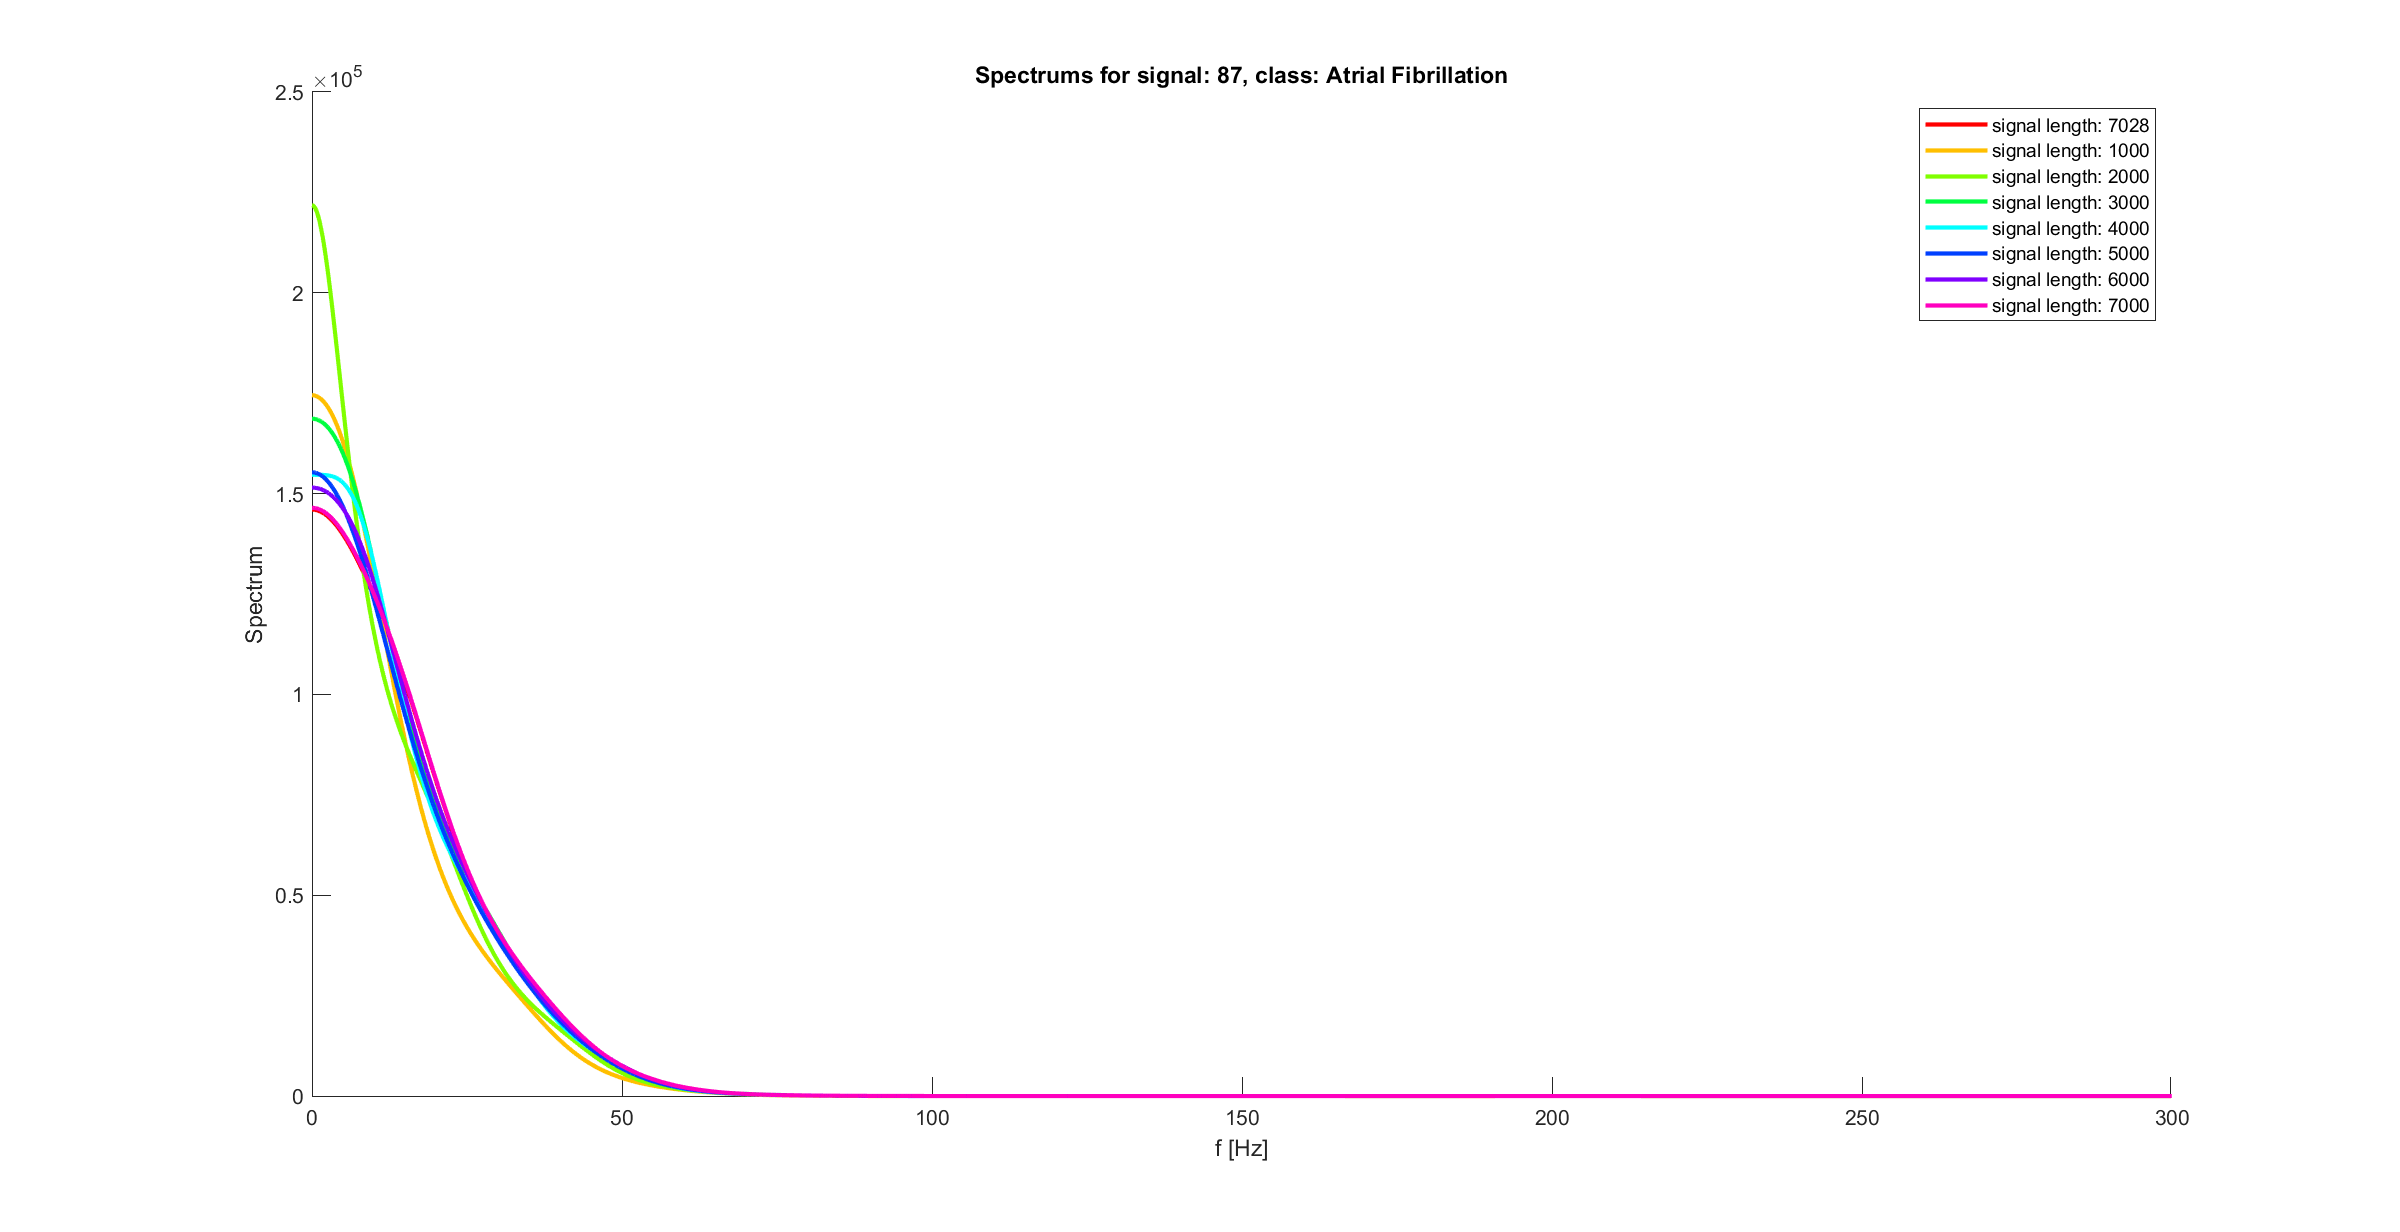 Spectrums for signal: 87, class: Atrial Fibrillation
×10^5
2.5
2
1.5
1
0.5
0
Spectrum
0 50 100 150 200 250 300
f [Hz]
signal length: 7028
signal length: 1000
signal length: 2000
signal length: 3000
signal length: 4000
signal length: 5000
signal length: 6000
signal length: 7000